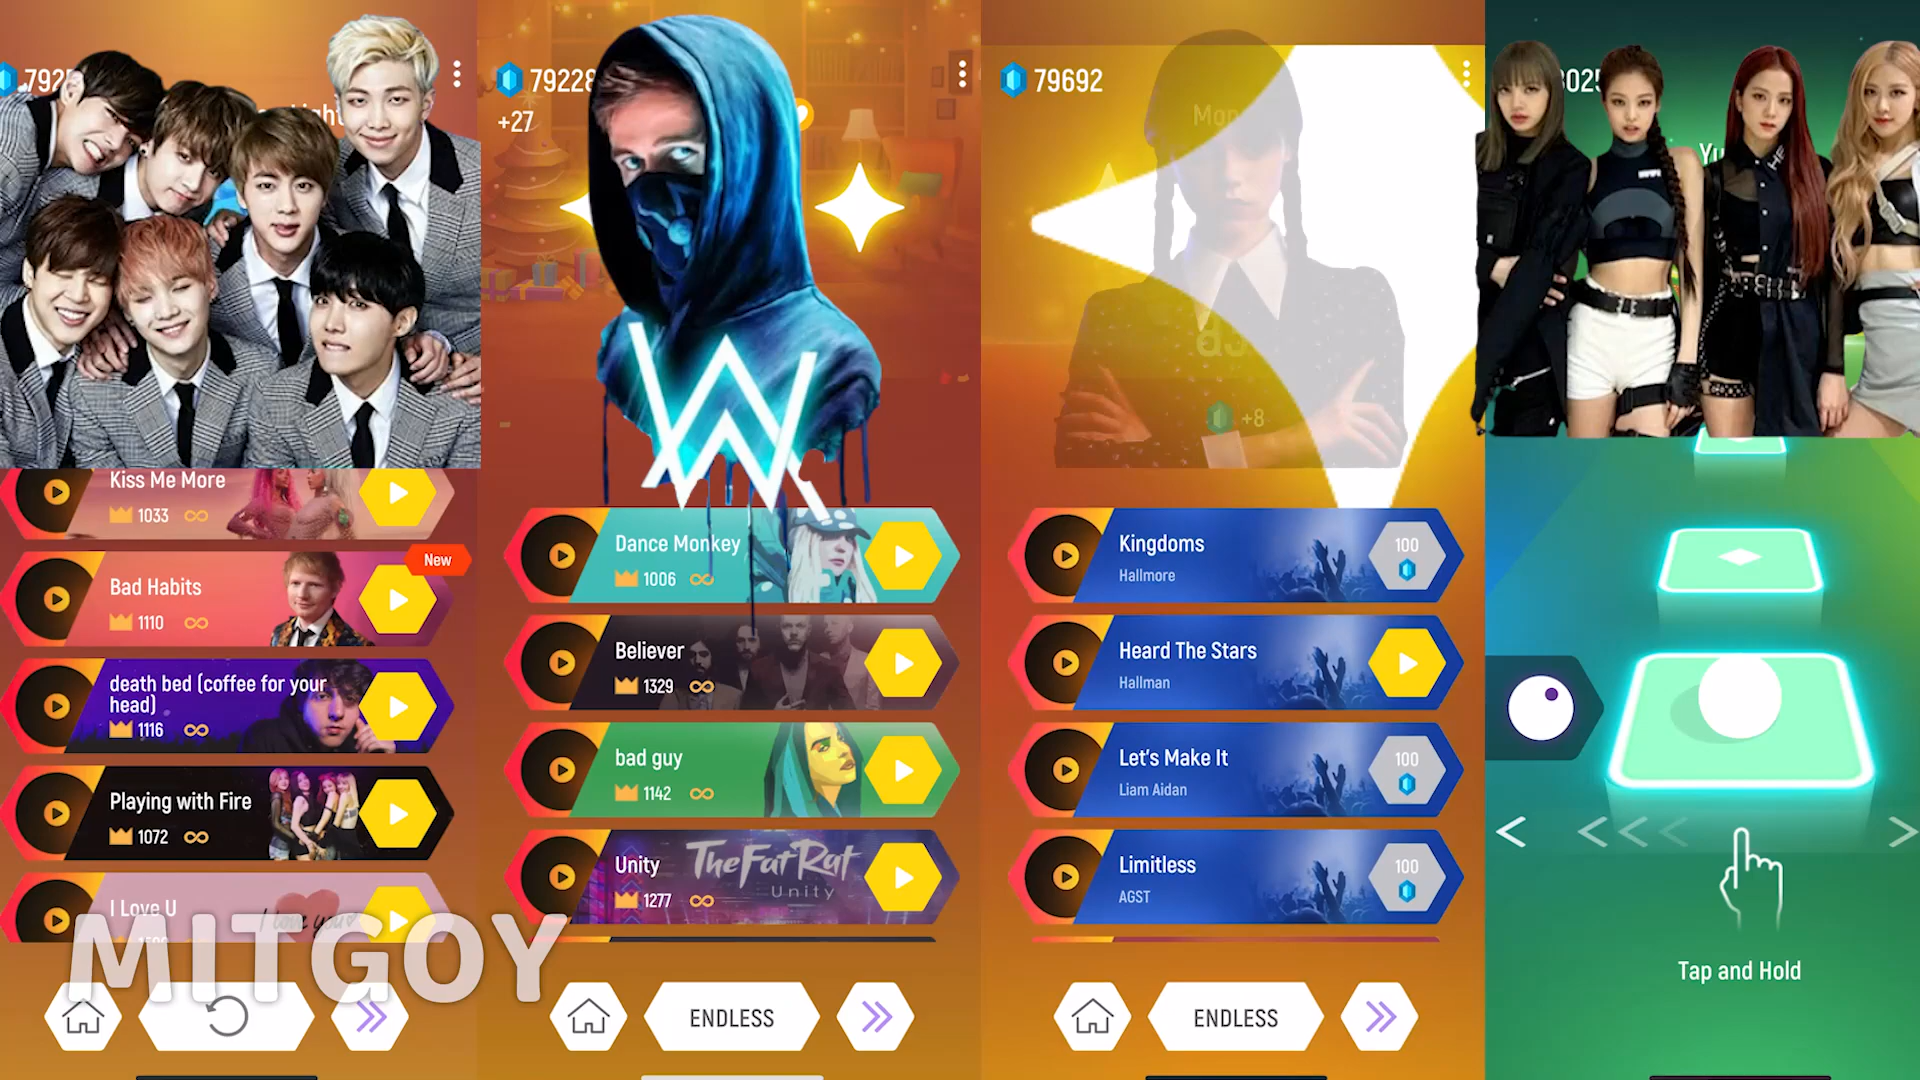 792
Kiss Me More
1033
New
Bad Habits
1110
death bed (coffee for your
head)
1116
Playing with Fire
1072
I Love U
MITGOY
79228
+27
Dance Monkey
1006
Believer
1329
bad guy
1142
Unity
1277
TheFatRat
Unity
ENDLESS
79692
+8
Kingdoms
Hallmore
100
Heard The Stars
Hallman
Let's Make It
Liam Aidan
100
Limitless
AGST
100
ENDLESS
Tap and Hold